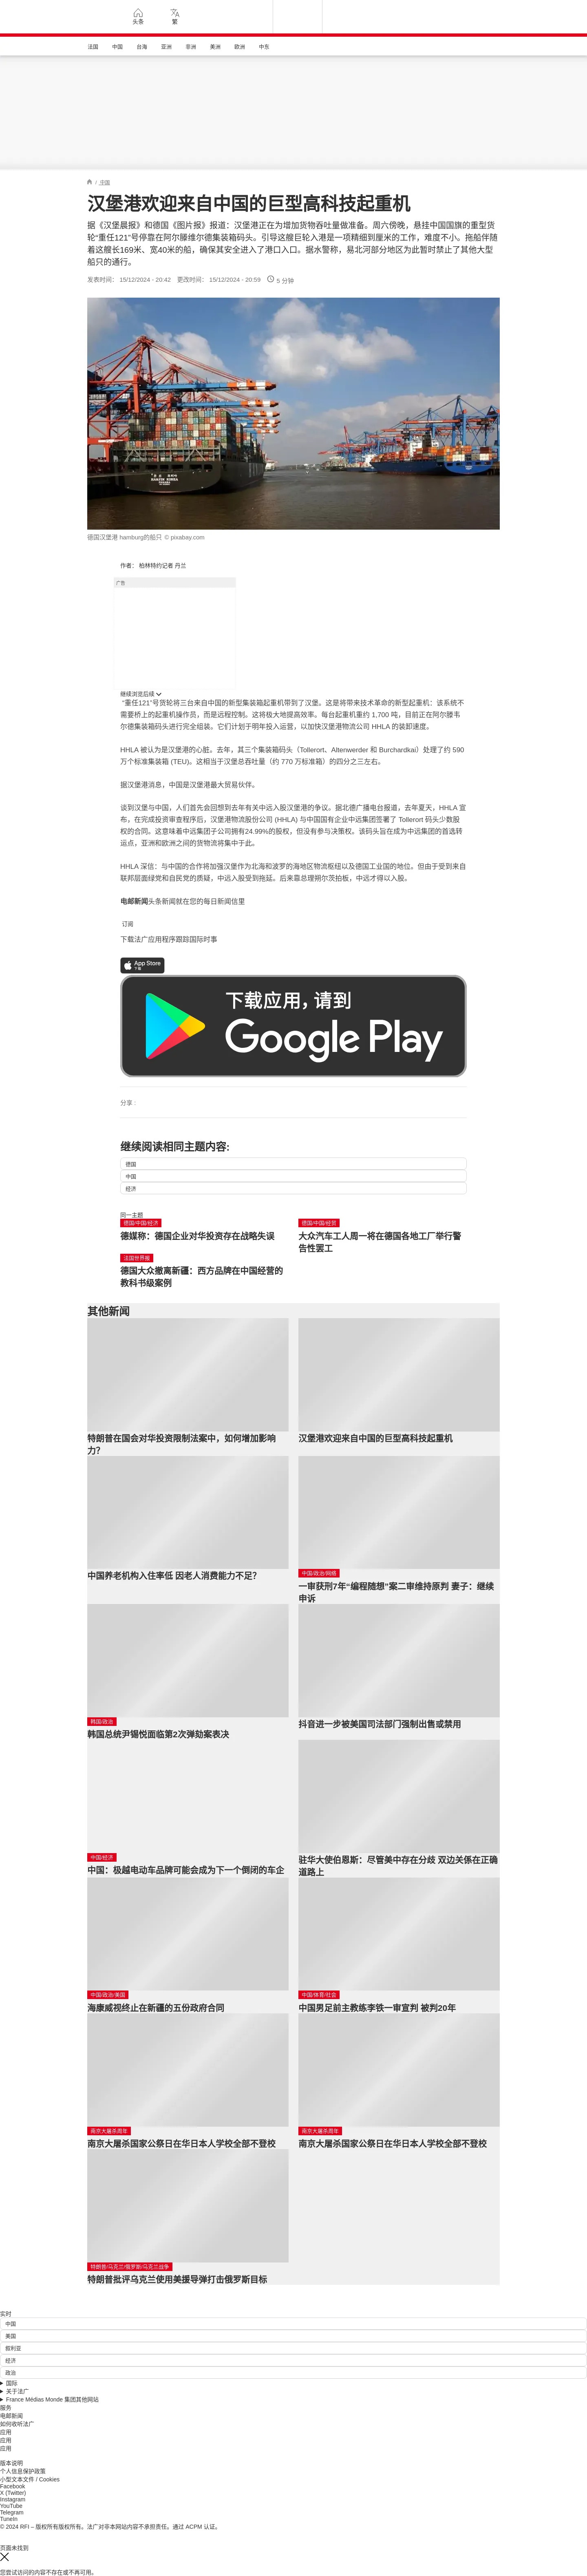 头条
繁
法国
中国
台海
亚洲
非洲
美洲
欧洲
中东
/ 中国
汉堡港欢迎来自中国的巨型高科技起重机
据《汉堡晨报》和德国《图片报》报道：汉堡港正在为增加货物吞吐量做准备。周六傍晚，悬挂中国国旗的重型货
轮“重任121”号停靠在阿尔滕维尔德集装箱码头。引导这艘巨轮入港是一项精细到厘米的工作，难度不小。拖船伴随
着这艘长169米、宽40米的船，确保其安全进入了港口入口。据水警称，易北河部分地区为此暂时禁止了其他大型
船只的通行。
发表时间： 15/12/2024 - 20:42 更改时间： 15/12/2024 - 20:59 5 分钟
德国汉堡港 hamburg的船只 © pixabay.com
作者： 柏林特约记者 丹兰
广告
继续浏览后续
“重任121”号货轮将三台来自中国的新型集装箱起重机带到了汉堡。这是将带来技术革命的新型起重机：该系统不
需要桥上的起重机操作员，而是远程控制。这将极大地提高效率。每台起重机重约 1,700 吨，目前正在阿尔滕韦
尔德集装箱码头进行完全组装。它们计划于明年投入运营，以加快汉堡港物流公司 HHLA 的装卸速度。
HHLA 被认为是汉堡港的心脏。去年，其三个集装箱码头（Tollerort、Altenwerder 和 Burchardkai）处理了约 590
万个标准集装箱 (TEU)。这相当于汉堡总吞吐量（约 770 万标准箱）的四分之三左右。
据汉堡港消息，中国是汉堡港最大贸易伙伴。
谈到汉堡与中国，人们首先会回想到去年有关中远入股汉堡港的争议。据北德广播电台报道，去年夏天，HHLA 宣
布，在完成投资审查程序后，汉堡港物流股份公司 (HHLA) 与中国国有企业中远集团签署了 Tollerort 码头少数股
权的合同。这意味着中远集团子公司拥有24.99%的股权，但没有参与决策权。该码头旨在成为中远集团的首选转
运点，亚洲和欧洲之间的货物流将集中于此。
HHLA 深信：与中国的合作将加强汉堡作为北海和波罗的海地区物流枢纽以及德国工业国的地位。但由于受到来自
联邦层面绿党和自民党的质疑，中远入股受到拖延。后来靠总理朔尔茨拍板，中远才得以入股。
电邮新闻头条新闻就在您的每日新闻信里
订阅
下载法广应用程序跟踪国际时事
App Store
下载
下载应用，请到
Google Play
分享 :
继续阅读相同主题内容:
德国
中国
经济
同一主题
德国/中国/经济
德媒称：德国企业对华投资存在战略失误
德国/中国/经贸
大众汽车工人周一将在德国各地工厂举行警
告性罢工
法国世界报
德国大众撤离新疆：西方品牌在中国经营的
教科书级案例
其他新闻
特朗普在国会对华投资限制法案中，如何增加影响
力？
汉堡港欢迎来自中国的巨型高科技起重机
中国养老机构入住率低 因老人消费能力不足？
中国/政治/网络
一审获刑7年“编程随想”案二审维持原判 妻子：继续
申诉
韩国/政治
韩国总统尹锡悦面临第2次弹劾案表决
抖音进一步被美国司法部门强制出售或禁用
中国/经济
中国：极越电动车品牌可能会成为下一个倒闭的车企
驻华大使伯恩斯：尽管美中存在分歧 双边关係在正确
道路上
中国/政治/美国
海康威视终止在新疆的五份政府合同
中国/体育/社会
中国男足前主教练李铁一审宣判 被判20年
南京大屠杀周年
南京大屠杀国家公祭日在华日本人学校全部不登校
南京大屠杀周年
南京大屠杀国家公祭日在华日本人学校全部不登校
特朗普/乌克兰/俄罗斯/乌克兰战争
特朗普批评乌克兰使用美援导弹打击俄罗斯目标
实时
中国
美国
叙利亚
经济
政治
国际
关于法广
France Médias Monde 集团其他网站
服务
电邮新闻
如何收听法广
应用
应用
应用
版本说明
个人信息保护政策
小型文本文件 / Cookies
Facebook
X (Twitter)
Instagram
YouTube
Telegram
TuneIn
© 2024 RFI – 版权所有版权所有。法广对非本网站内容不承担责任。通过 ACPM 认证。
页面未找到
您尝试访问的内容不存在或不再可用。